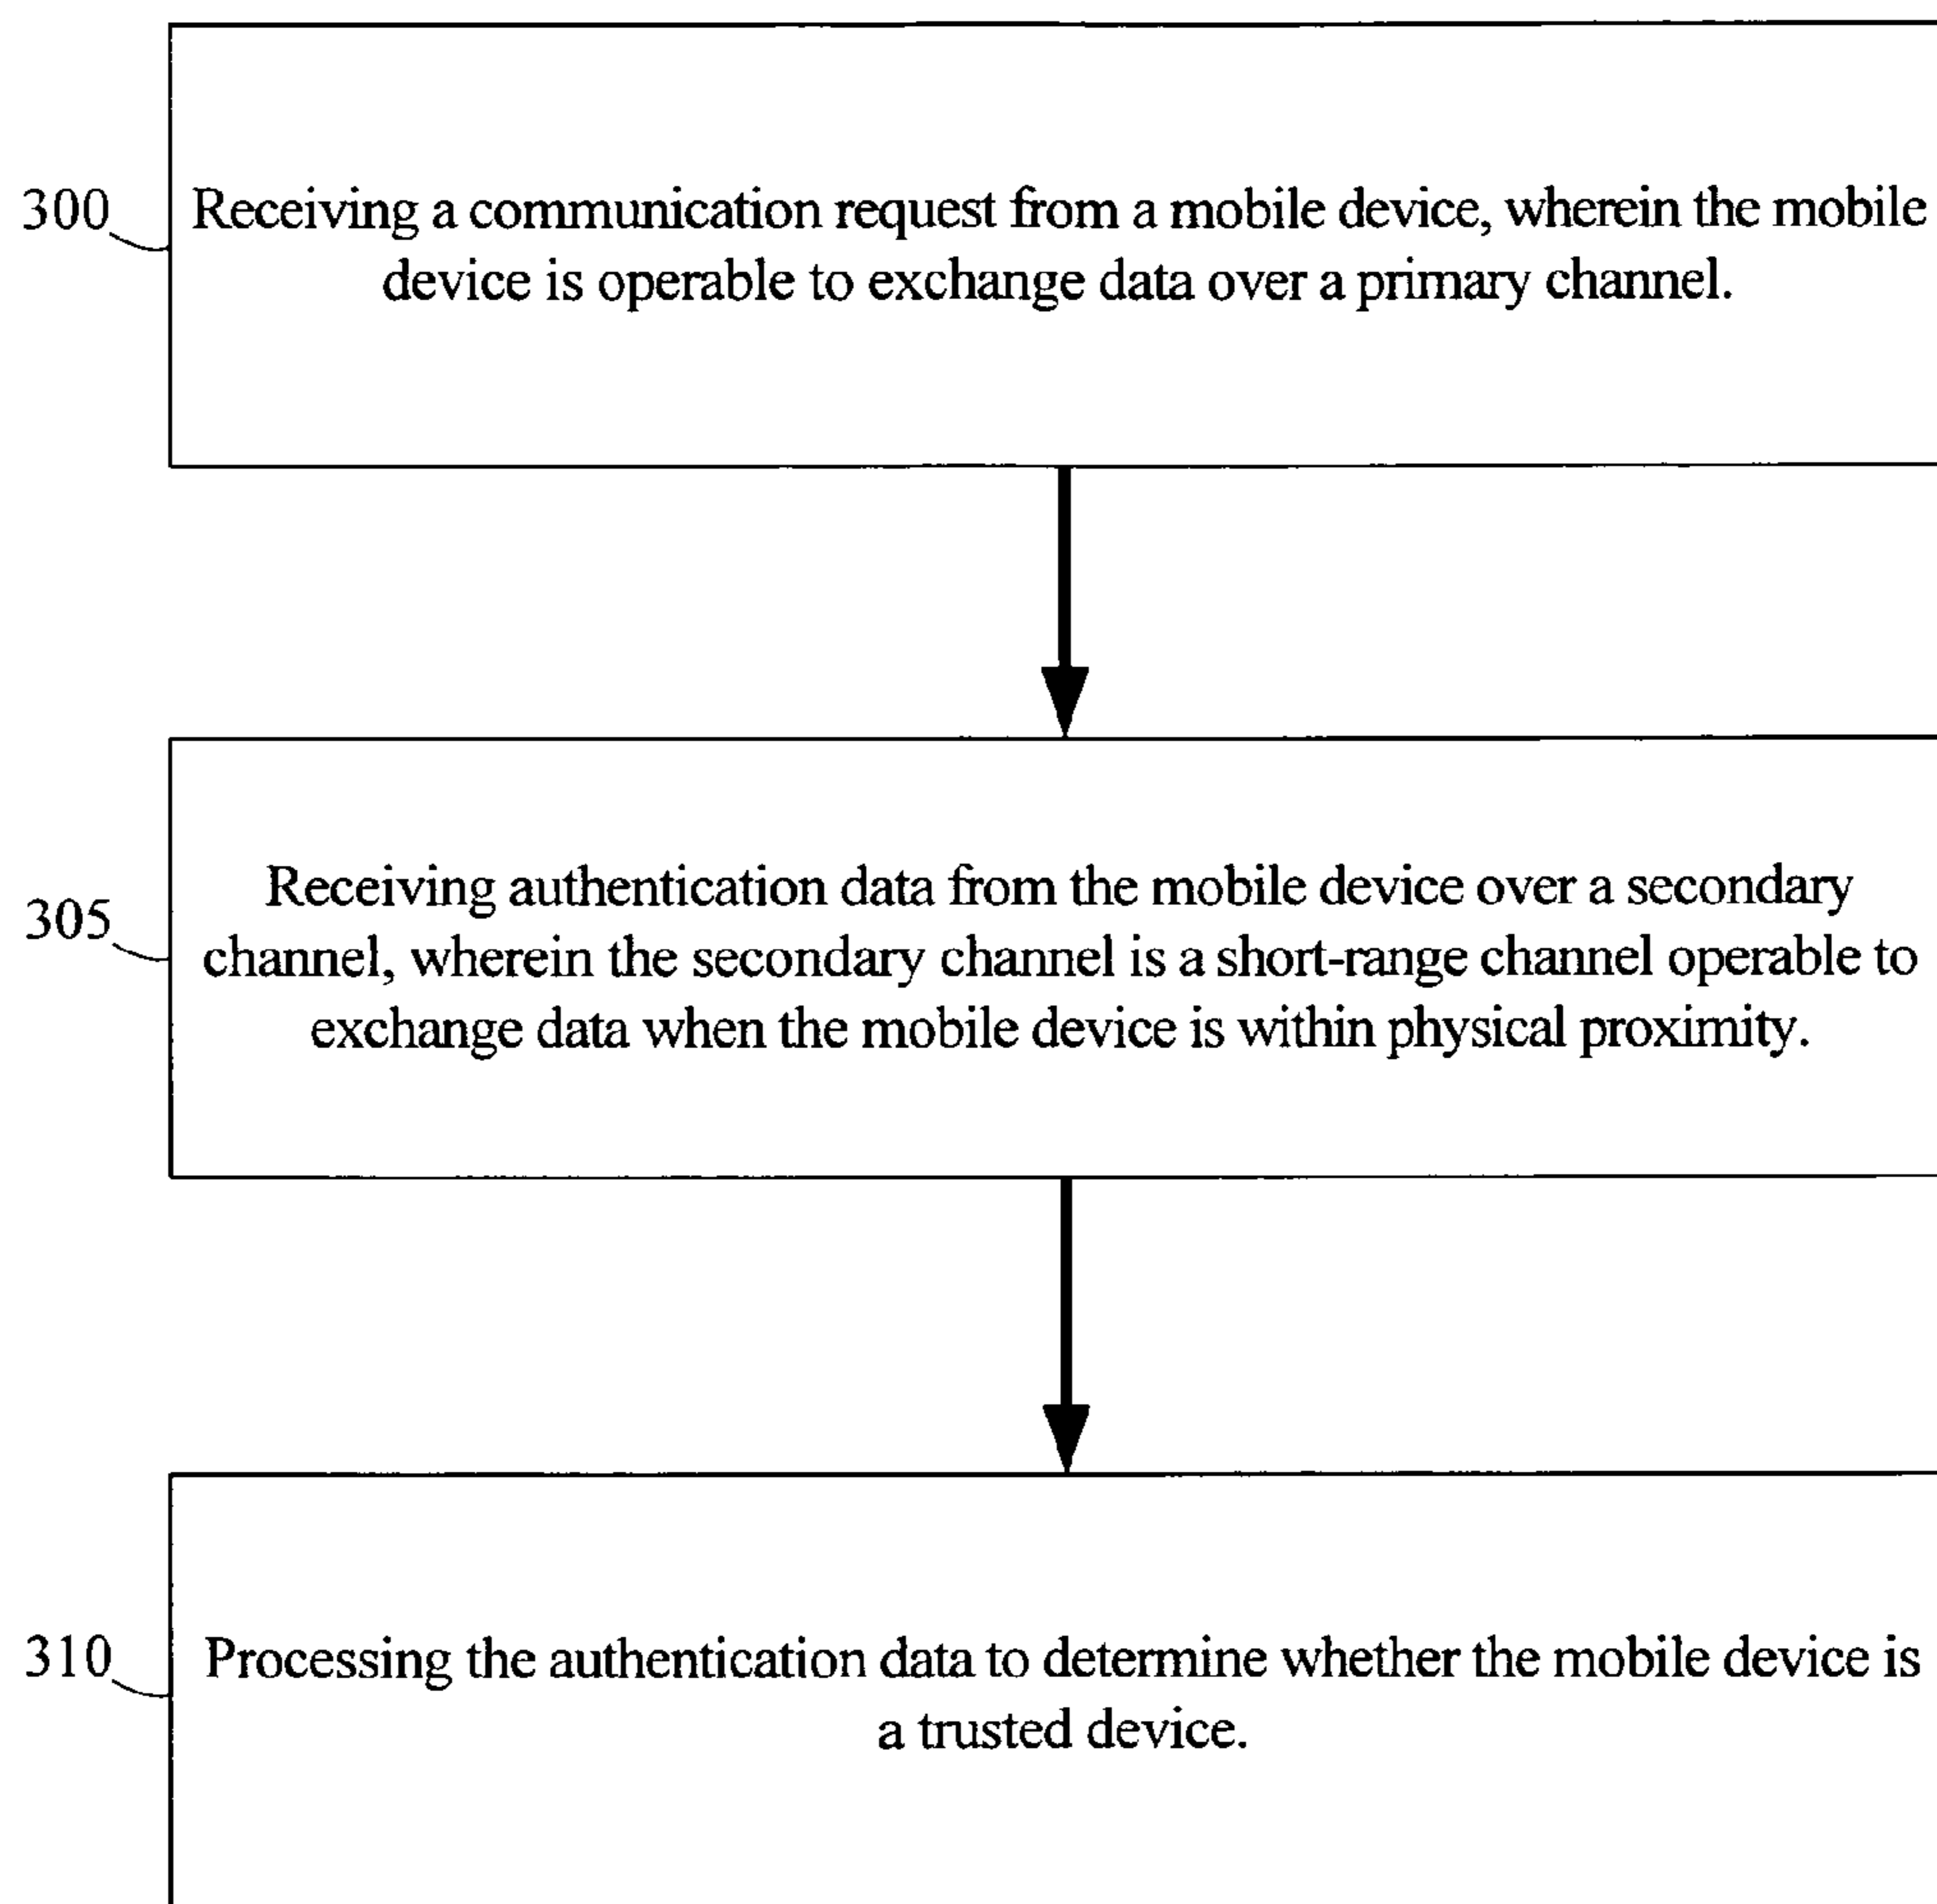 300
Receiving a communication request from a mobile device, wherein the mobile
device is operable to exchange data over a primary channel.
305
Receiving authentication data from the mobile device over a secondary
channel, wherein the secondary channel is a short-range channel operable to
exchange data when the mobile device is within physical proximity.
310
Processing the authentication data to determine whether the mobile device is
a trusted device.